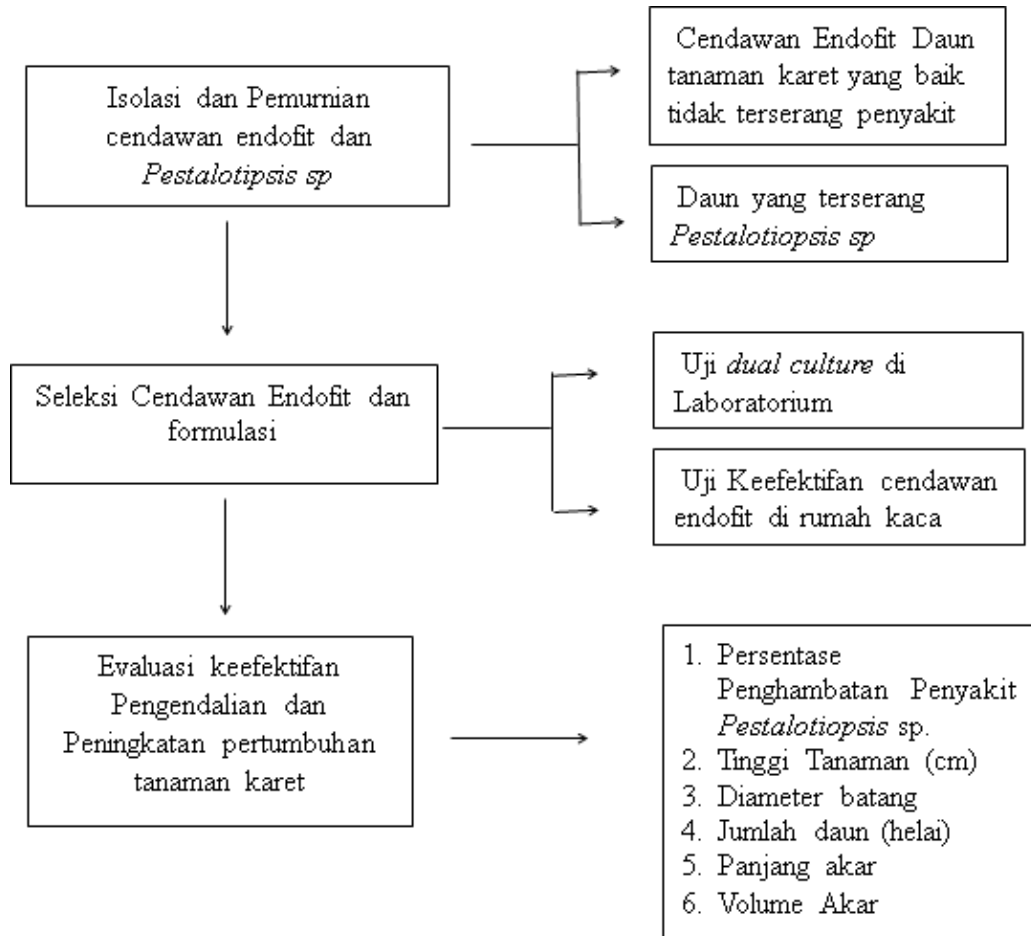 Isolasi dan Pemurnian
cendawan endofit dan
Pestalotipsis sp
Cendawan Endofit Daun
tanaman karet yang baik
tidak terserang penyakit
Daun yang terserang
Pestalotiopsis sp
Seleksi Cendawan Endofit dan
formulasi
Uji dual culture di
Laboratorium
Uji Keefektifan cendawan
endofit di rumah kaca
Evaluasi keefektifan
Pengendalian dan
Peningkatan pertumbuhan
tanaman karet
1. Persentase
Penghambatan Penyakit
Pestalotiopsis sp.
2. Tinggi Tanaman (cm)
3. Diameter batang
4. Jumlah daun (helai)
5. Panjang akar
6. Volume Akar